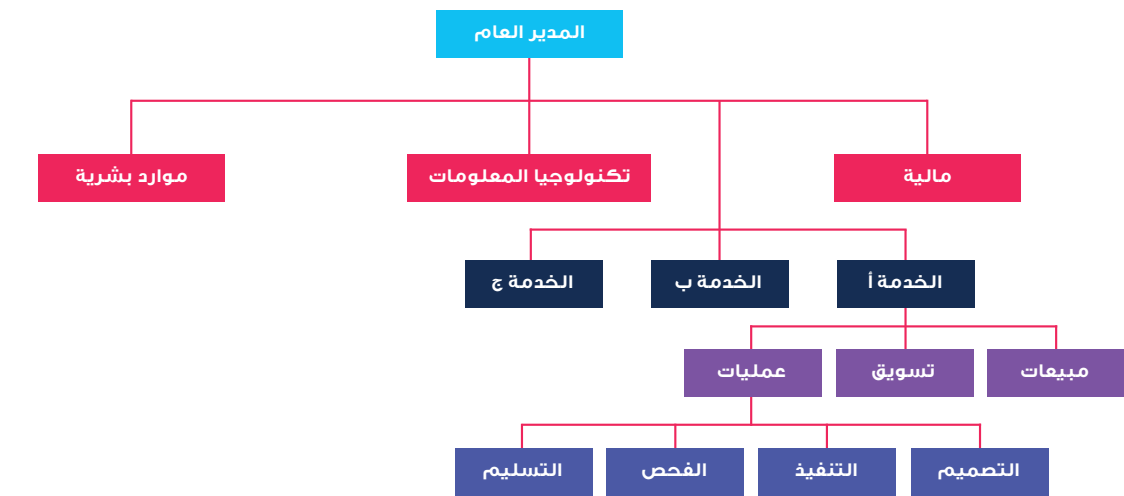 المدير العام
مالية
تكنولوجيا المعلومات
موارد بشرية
الخدمة أ
الخدمة ب
الخدمة ج
مبيعات
تسويق
عمليات
التصميم
التنفيذ
الفحص
التسليم